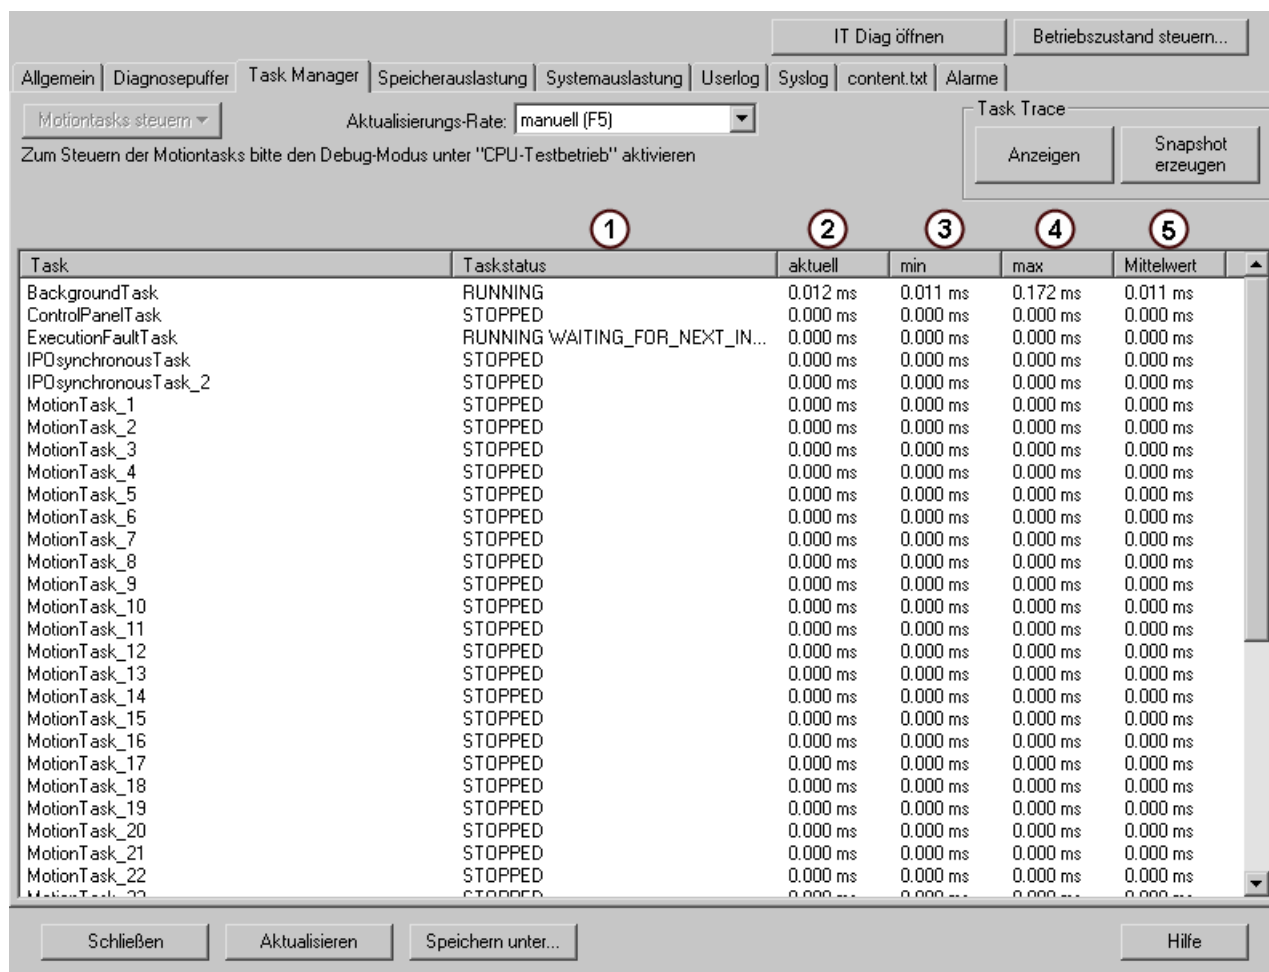 IT Diag öffnen Betriebszustand steuern...
Allgemein Diagnosepuffer Task Manager Speicherauslastung Systemauslastung Userlog Syslog content.txt Alarme
Motiontasks steuern Aktualisierungs-Rate: manuell (F5) Task Trace
Zum Steuern der Motiontasks bitte den Debug-Modus unter "CPU-Testbetrieb" aktivieren
Anzeigen Snapshot erzeugen
1 2 3 4 5
Task Taskstatus aktuell min max Mittelwert
BackgroundTask RUNNING 0.012 ms 0.011 ms 0.172 ms 0.011 ms
ControlPanelTask STOPPED 0.000 ms 0.000 ms 0.000 ms 0.000 ms
ExecutionFaultTask RUNNING WAITING_FOR_NEXT_IN... 0.000 ms 0.000 ms 0.000 ms 0.000 ms
IPOsynchronousTask STOPPED 0.000 ms 0.000 ms 0.000 ms 0.000 ms
IPOsynchronousTask_2 STOPPED 0.000 ms 0.000 ms 0.000 ms 0.000 ms
MotionTask_1 STOPPED 0.000 ms 0.000 ms 0.000 ms 0.000 ms
MotionTask_2 STOPPED 0.000 ms 0.000 ms 0.000 ms 0.000 ms
MotionTask_3 STOPPED 0.000 ms 0.000 ms 0.000 ms 0.000 ms
MotionTask_4 STOPPED 0.000 ms 0.000 ms 0.000 ms 0.000 ms
MotionTask_5 STOPPED 0.000 ms 0.000 ms 0.000 ms 0.000 ms
MotionTask_6 STOPPED 0.000 ms 0.000 ms 0.000 ms 0.000 ms
MotionTask_7 STOPPED 0.000 ms 0.000 ms 0.000 ms 0.000 ms
MotionTask_8 STOPPED 0.000 ms 0.000 ms 0.000 ms 0.000 ms
MotionTask_9 STOPPED 0.000 ms 0.000 ms 0.000 ms 0.000 ms
MotionTask_10 STOPPED 0.000 ms 0.000 ms 0.000 ms 0.000 ms
MotionTask_11 STOPPED 0.000 ms 0.000 ms 0.000 ms 0.000 ms
MotionTask_12 STOPPED 0.000 ms 0.000 ms 0.000 ms 0.000 ms
MotionTask_13 STOPPED 0.000 ms 0.000 ms 0.000 ms 0.000 ms
MotionTask_14 STOPPED 0.000 ms 0.000 ms 0.000 ms 0.000 ms
MotionTask_15 STOPPED 0.000 ms 0.000 ms 0.000 ms 0.000 ms
MotionTask_16 STOPPED 0.000 ms 0.000 ms 0.000 ms 0.000 ms
MotionTask_17 STOPPED 0.000 ms 0.000 ms 0.000 ms 0.000 ms
MotionTask_18 STOPPED 0.000 ms 0.000 ms 0.000 ms 0.000 ms
MotionTask_19 STOPPED 0.000 ms 0.000 ms 0.000 ms 0.000 ms
MotionTask_20 STOPPED 0.000 ms 0.000 ms 0.000 ms 0.000 ms
MotionTask_21 STOPPED 0.000 ms 0.000 ms 0.000 ms 0.000 ms
MotionTask_22 STOPPED 0.000 ms 0.000 ms 0.000 ms 0.000 ms
Schließen Aktualisieren Speichern unter... Hilfe